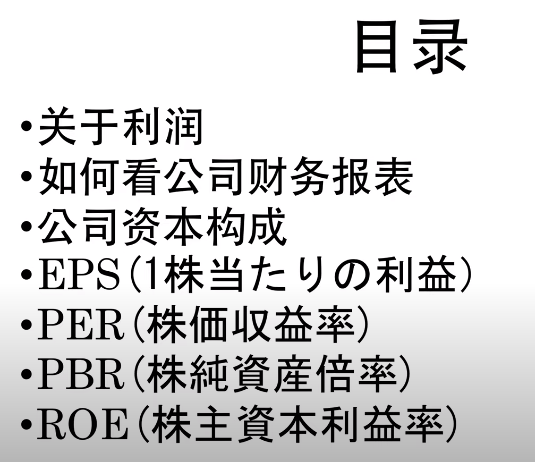 目录
•关于利润
•如何看公司财务报表
•公司资本构成
•EPS(1株当たりの利益)
•PER(株価収益率)
•PBR(株純資産倍率)
•ROE(株主資本利益率)